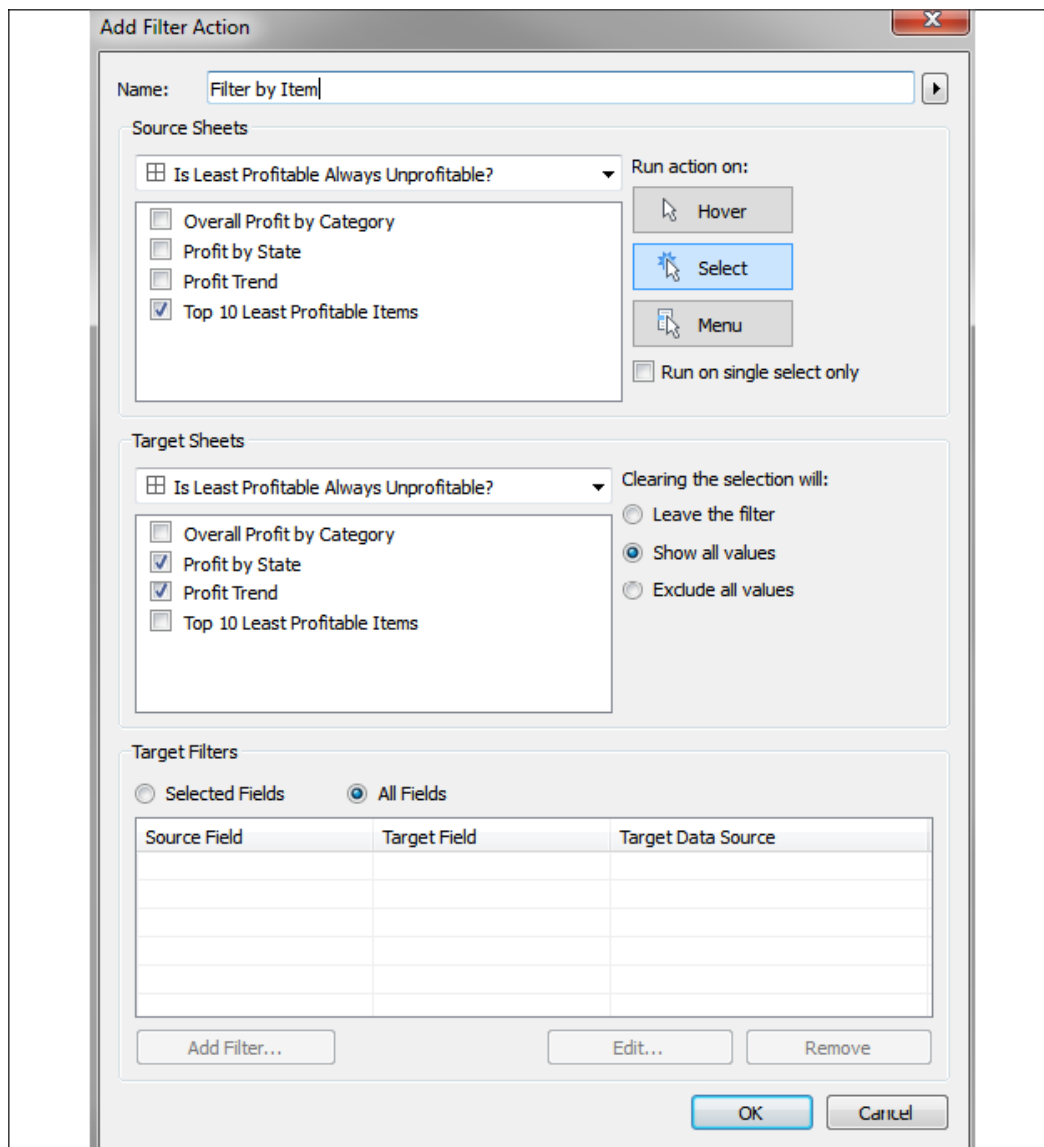 Add Filter Action
Name: Filter by Item
Source Sheets
Is Least Profitable Always Unprofitable?
Run action on:
Overall Profit by Category
Profit by State
Profit Trend
Top 10 Least Profitable Items
Hover
Select
Menu
Run on single select only
Target Sheets
Is Least Profitable Always Unprofitable?
Clearing the selection will:
Overall Profit by Category
Profit by State
Profit Trend
Top 10 Least Profitable Items
Leave the filter
Show all values
Exclude all values
Target Filters
Selected Fields All Fields
Source Field Target Field Target Data Source
Add Filter... Edit... Remove
OK Cancel